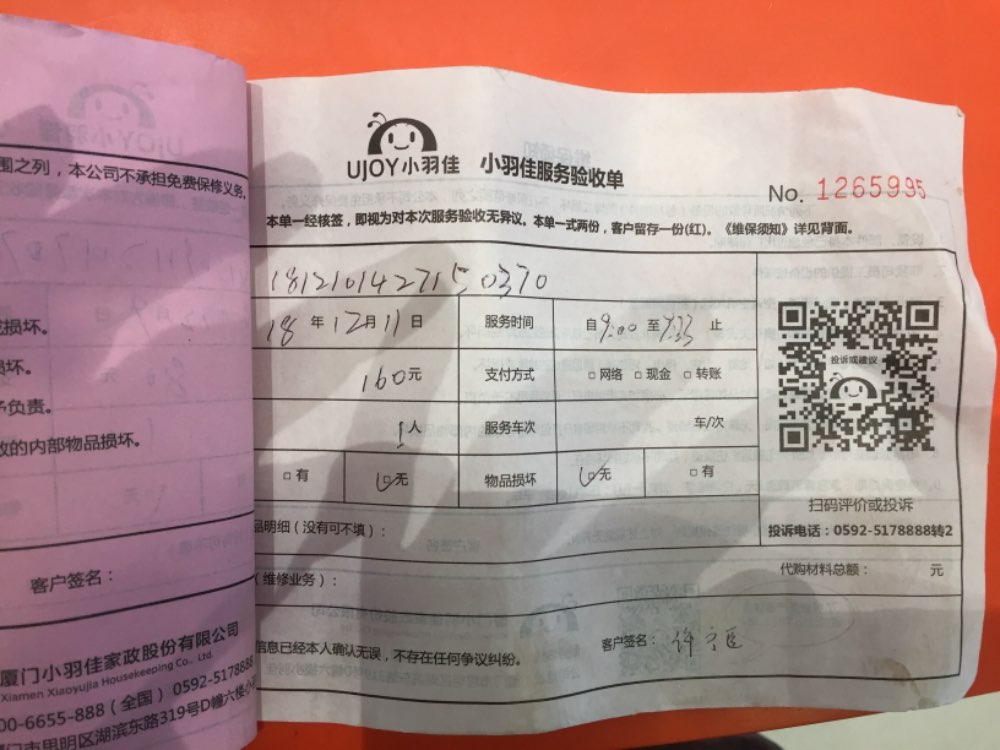 围之列，本公司不承担免费保修义务。
损坏。
损坏。
予负责。
的内部物品损坏。
客户签名：
厦门小羽佳家政股份有限公司
Xiamen Xiaoyujia Housekeeping Co., Ltd.
00-6655-888（全国） 0592-5178888
门市思明区湖滨东路319号D幢六楼小
UJOY小羽佳 小羽佳服务验收单
No. 1265995
本单一经核签，即视为对本次服务验收无异议。本单一式两份，客户留存一份(红)。《维保须知》详见背面。
181210142715 0370
18 年 12月 11 日 服务时间 自 9:00 至 止
160元 支付方式 □网络 □现金 □转账
1人 服务车次 车/次
□有 □无 物品损坏 □无 □有
投诉或建议
扫码评价或投诉
品明细（没有可不填）： 投诉电话：0592-5178888转2
（维修业务）： 代购材料总额： 元
信息已经本人确认无误，不存在任何争议纠纷。 客户签名：许